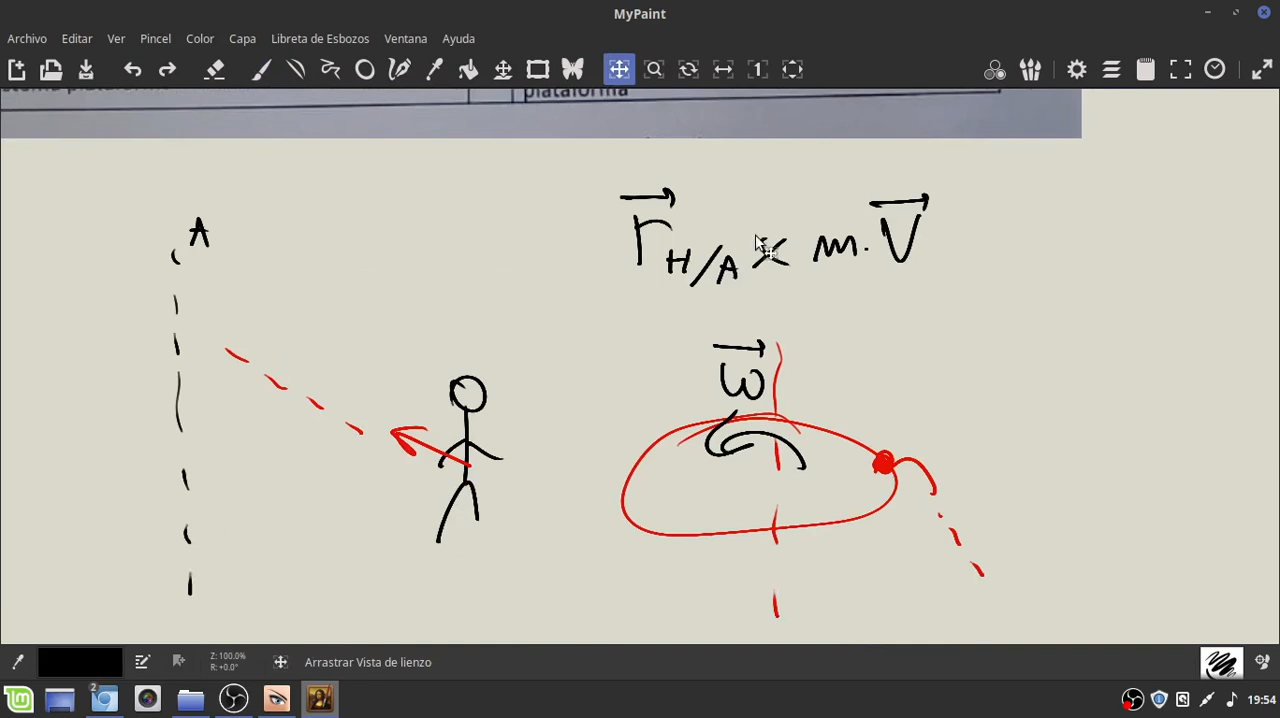 MyPaint
Archivo Editar Ver Pincel Color Capa Libreta de Esbozos Ventana Ayuda
plataforma
A
r H/A × m. V
ω
Z: 100.0%
R: +0.0°
Arrastrar Vista de lienzo
2
19:54